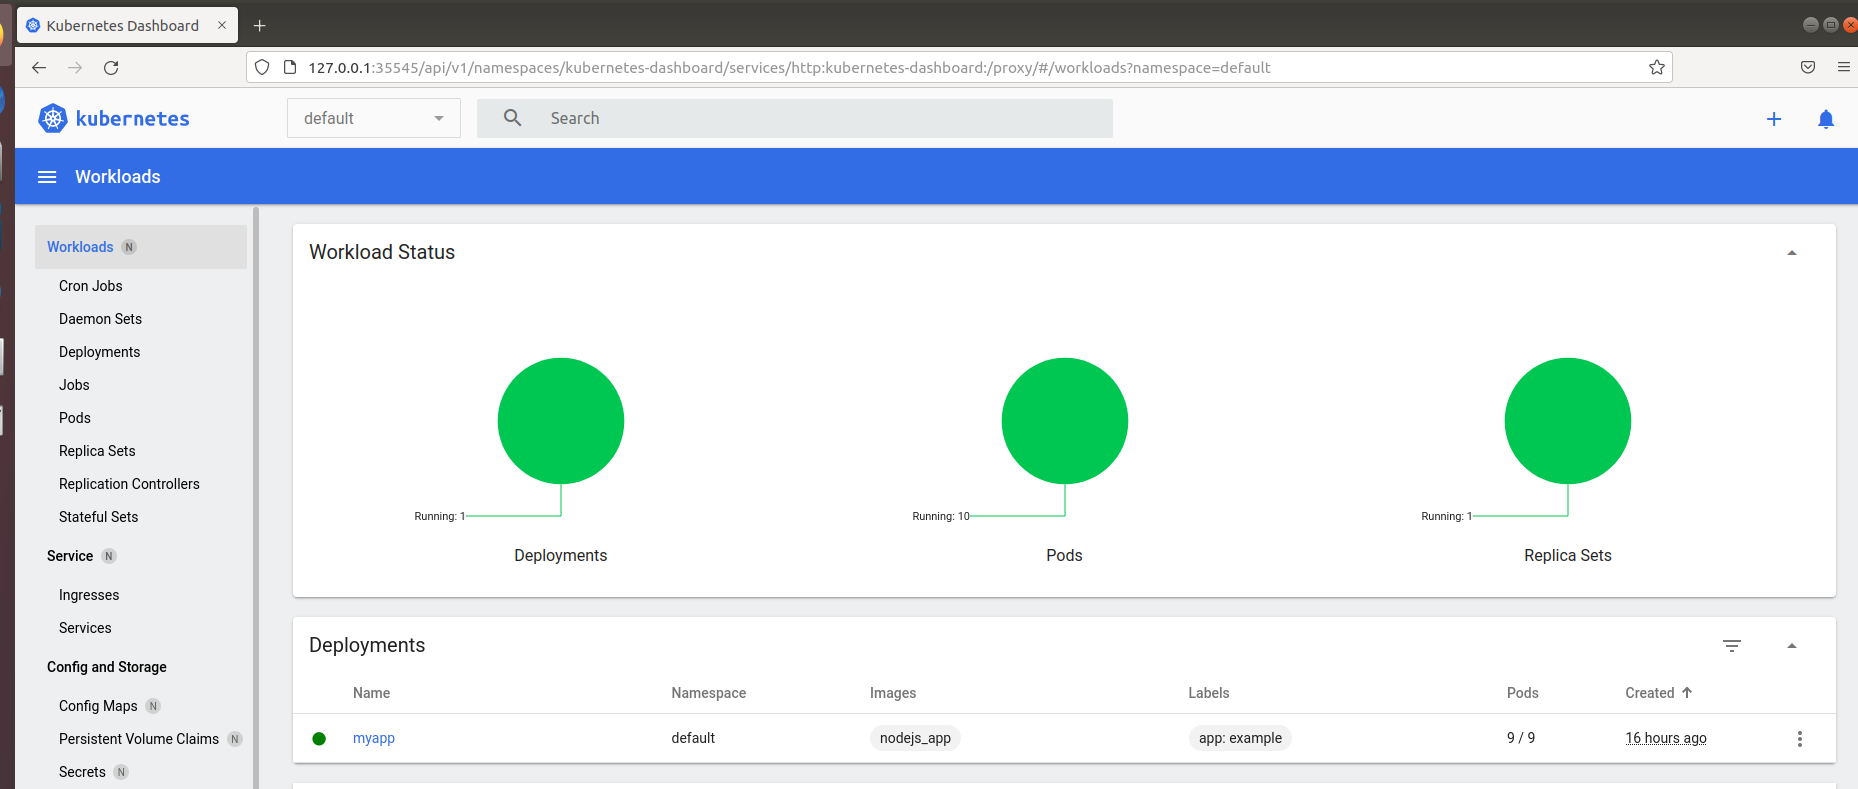 Kubernetes Dashboard
127.0.0.1:35545/api/v1/namespaces/kubernetes-dashboard/services/http:kubernetes-dashboard:/proxy/#/workloads?namespace=default
kubernetes
default
Search
Workloads
Workloads N
Cron Jobs
Daemon Sets
Deployments
Jobs
Pods
Replica Sets
Replication Controllers
Stateful Sets
Service N
Ingresses
Services
Config and Storage
Config Maps N
Persistent Volume Claims N
Secrets N
Workload Status
Running: 1
Deployments
Running: 10
Pods
Running: 1
Replica Sets
Deployments
Name Namespace Images Labels Pods Created
myapp default nodejs_app app: example 9 / 9 16 hours ago